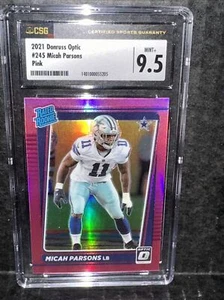 CSG
CERTIFIED SPORTS GUARANTY
2021 Donruss Optic
#245 Micah Parsons
Pink
MINT+
9.5
RATED
Rookie
11
OPTIC
MICAH PARSONS LB